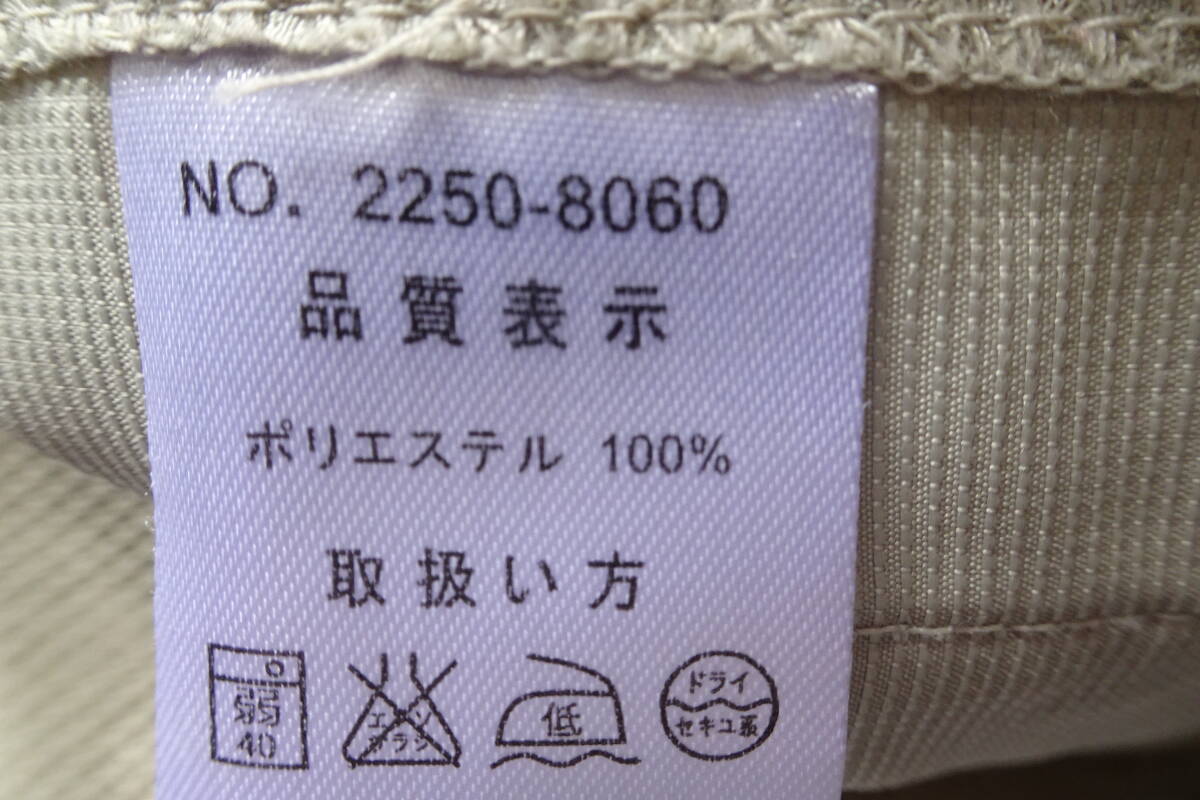 NO. 2250-8060
品質表示
ポリエステル 100%
取扱い方
弱
40
エンソ
サラシ
低
ドライ
セキユ系